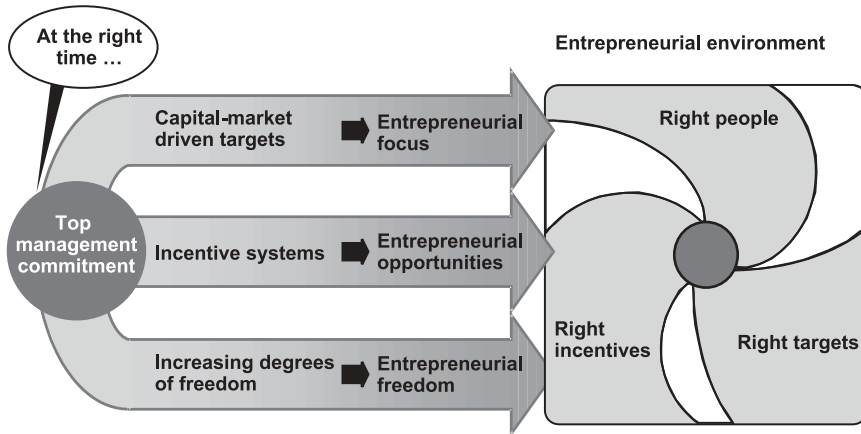 At the right
time ...
Entrepreneurial environment
Capital-market
driven targets
Entrepreneurial
focus
Right people
Top
management
commitment
Incentive systems
Entrepreneurial
opportunities
Right
incentives
Right targets
Increasing degrees
of freedom
Entrepreneurial
freedom